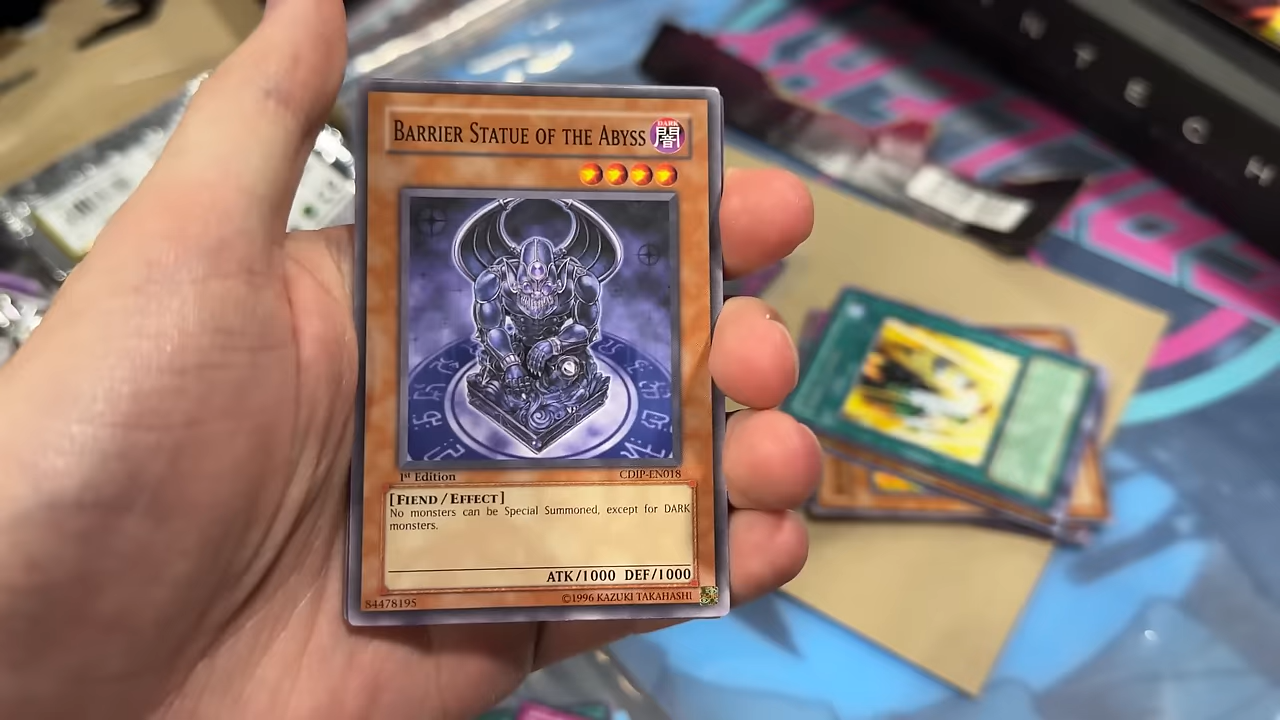 BARRIER STATUE OF THE ABYSS
DARK
闇
1st Edition
CDIP-EN018
[FIEND/EFFECT]
No monsters can be Special Summoned, except for DARK
monsters.
ATK/1000 DEF/1000
84478195
©1996 KAZUKI TAKAHASHI
N T E C H